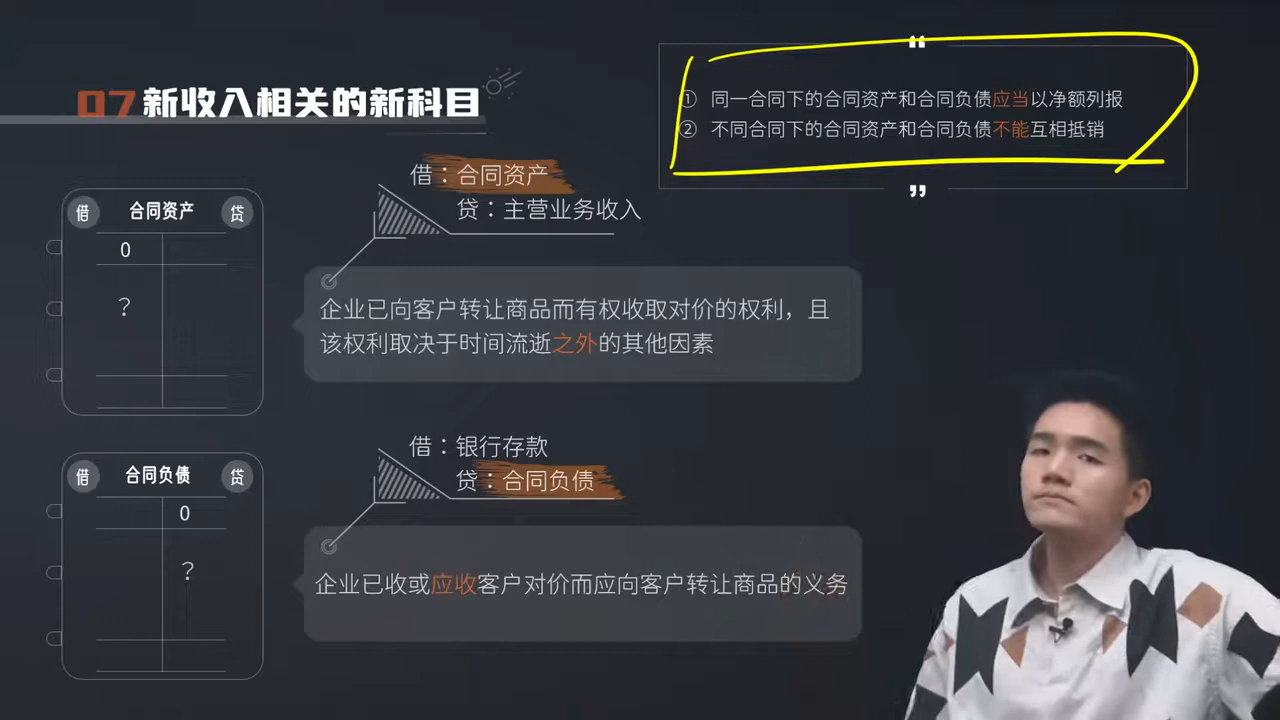 07 新收入相关的新科目
① 同一合同下的合同资产和合同负债应当以净额列报
② 不同合同下的合同资产和合同负债不能互相抵销
借：合同资产
贷：主营业务收入
借 合同资产 贷
0
？
企业已向客户转让商品而有权收取对价的权利，且
该权利取决于时间流逝之外的其他因素
借：银行存款
贷：合同负债
借 合同负债 贷
0
？
企业已收或应收客户对价而应向客户转让商品的义务